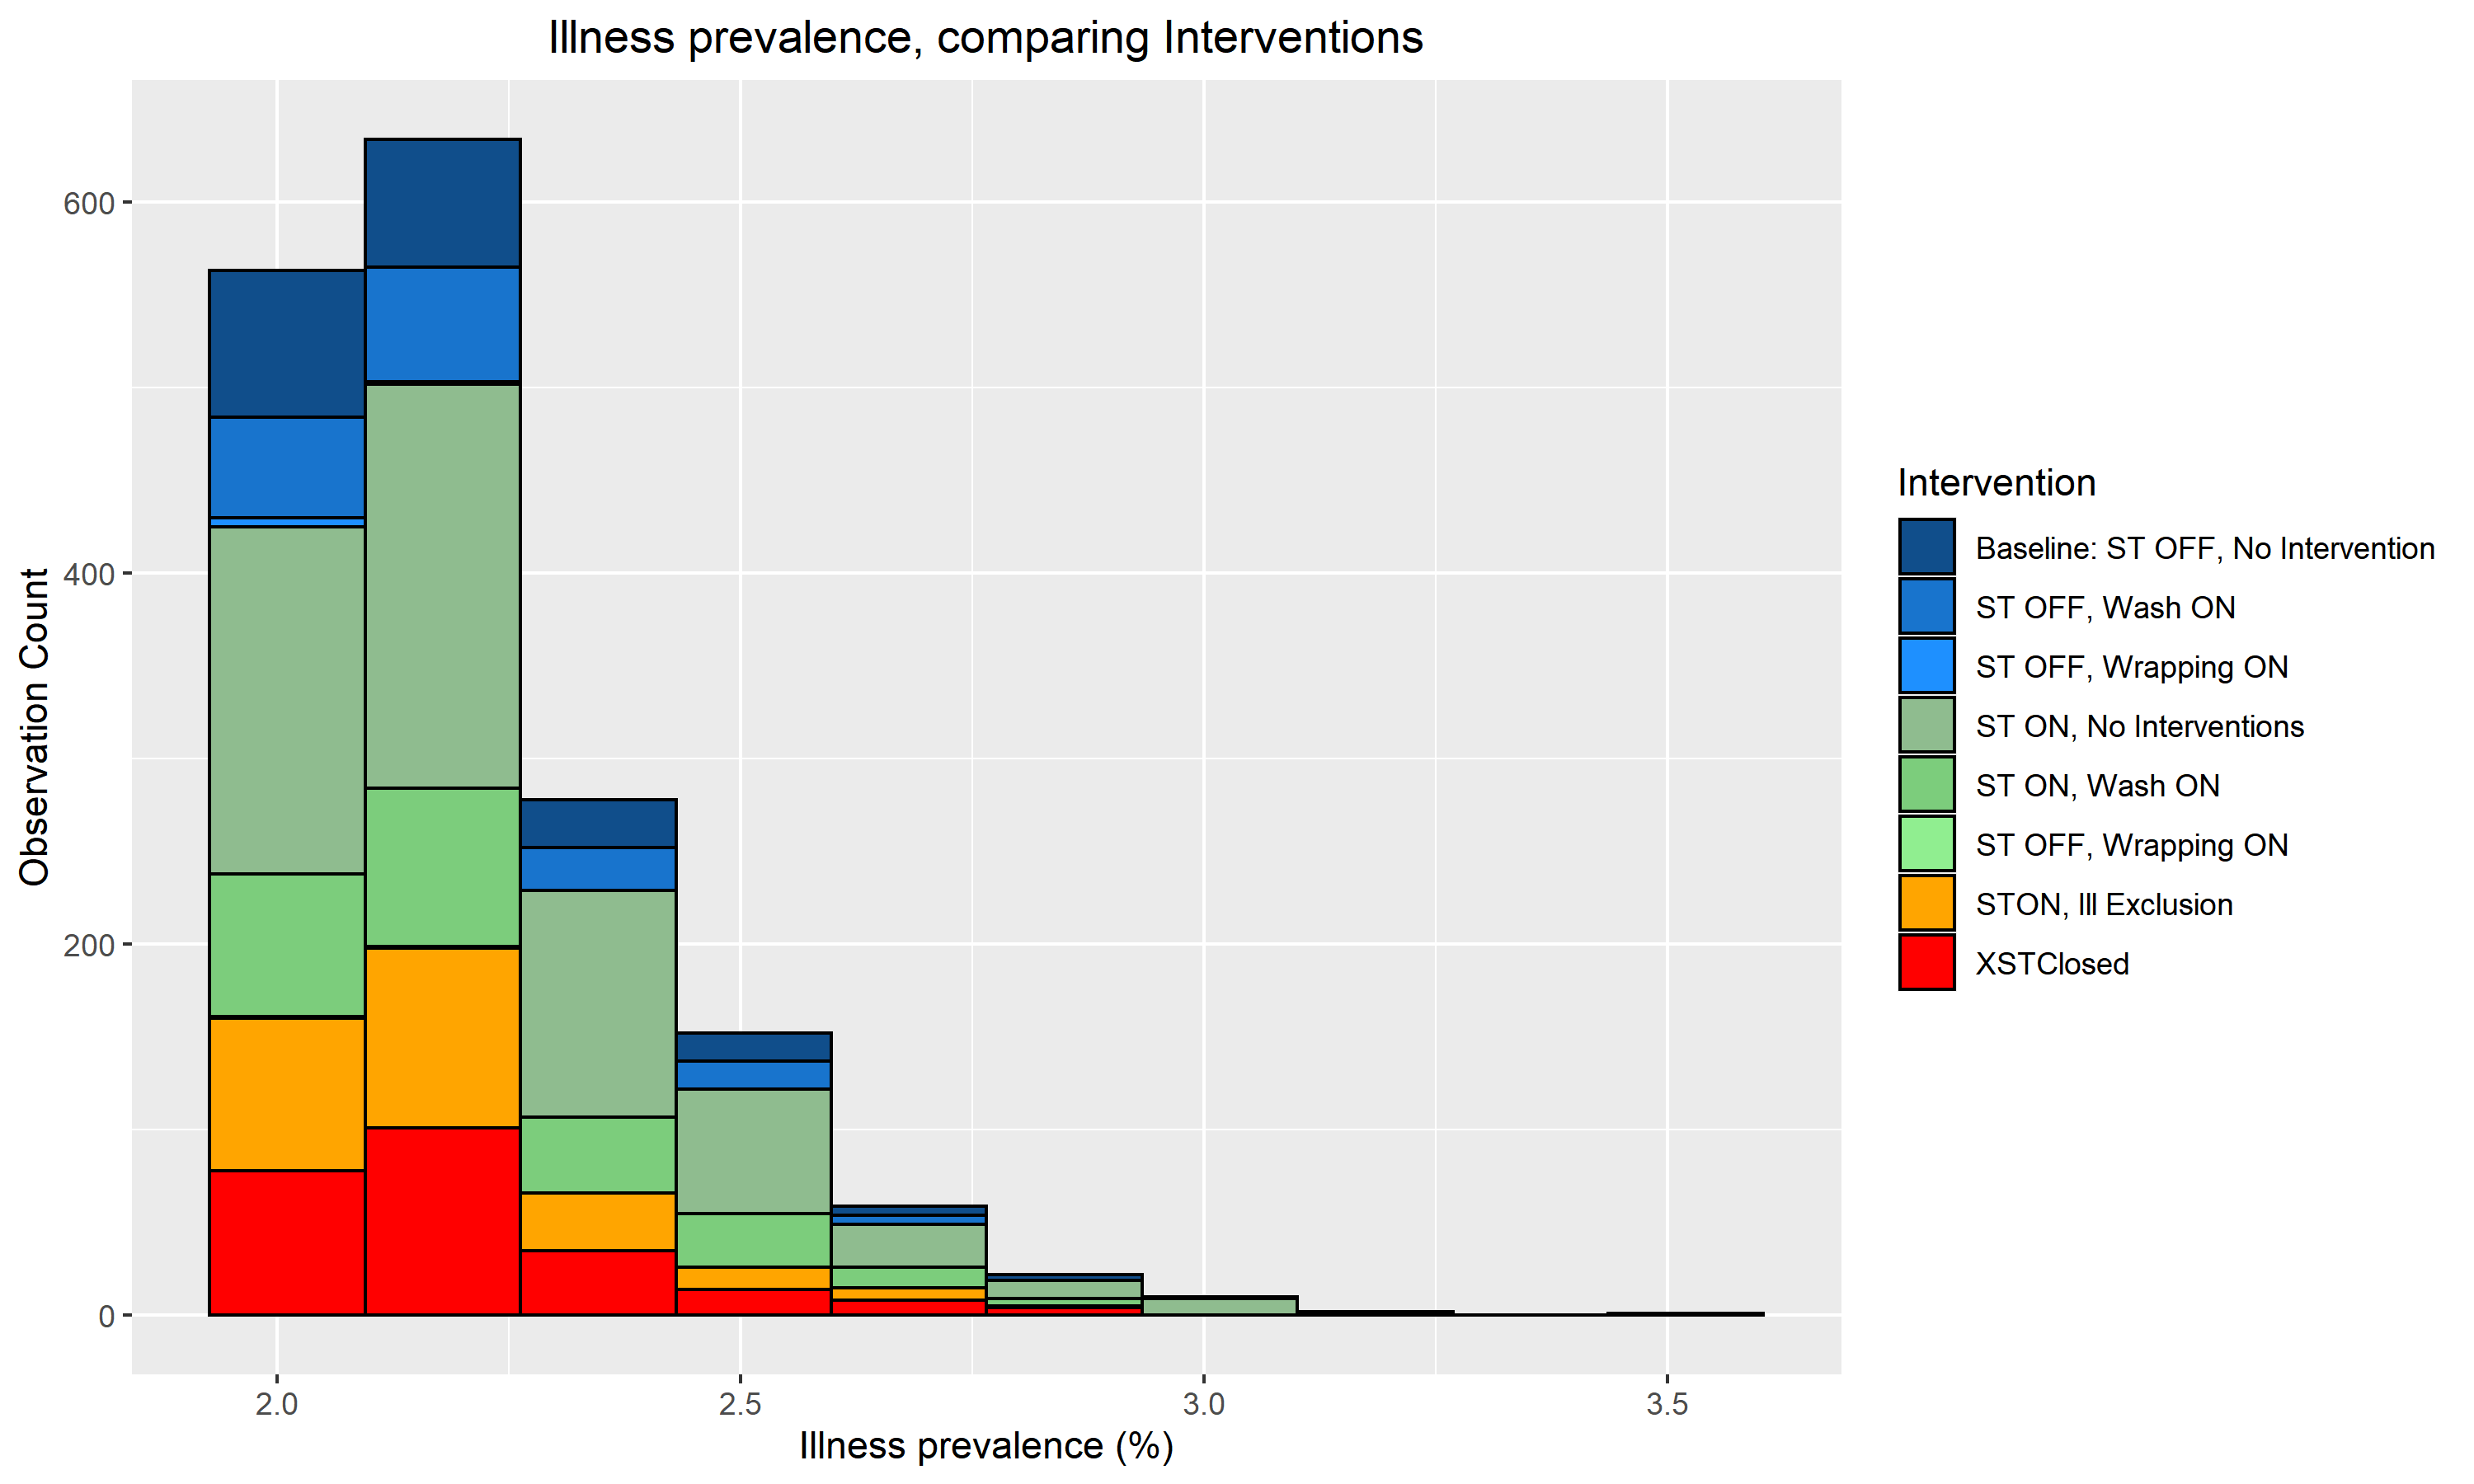 Illness prevalence, comparing Interventions
Observation Count
600
400
200
0
2.0
2.5
3.0
3.5
Illness prevalence (%)
Intervention
Baseline: ST OFF, No Intervention
ST OFF, Wash ON
ST OFF, Wrapping ON
ST ON, No Interventions
ST ON, Wash ON
ST OFF, Wrapping ON
STON, Ill Exclusion
XSTClosed